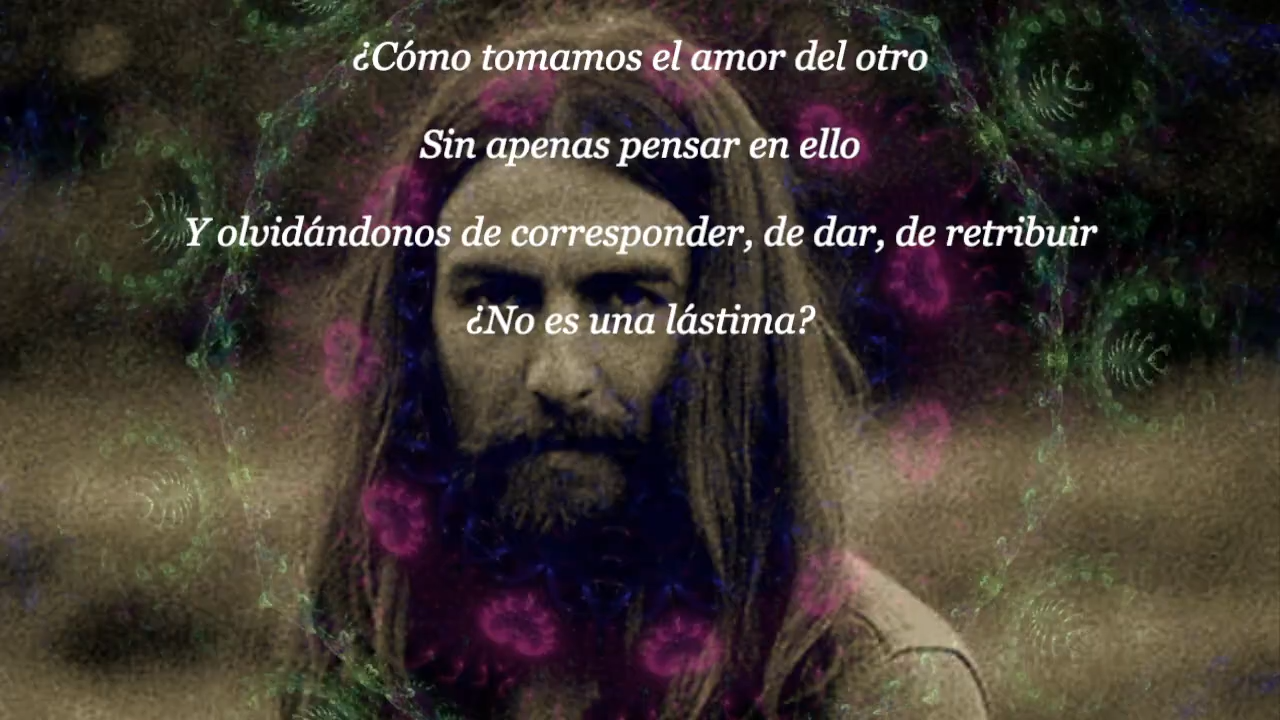 ¿Cómo tomamos el amor del otro
Sin apenas pensar en ello
Y olvidándonos de corresponder, de dar, de retribuir
¿No es una lástima?